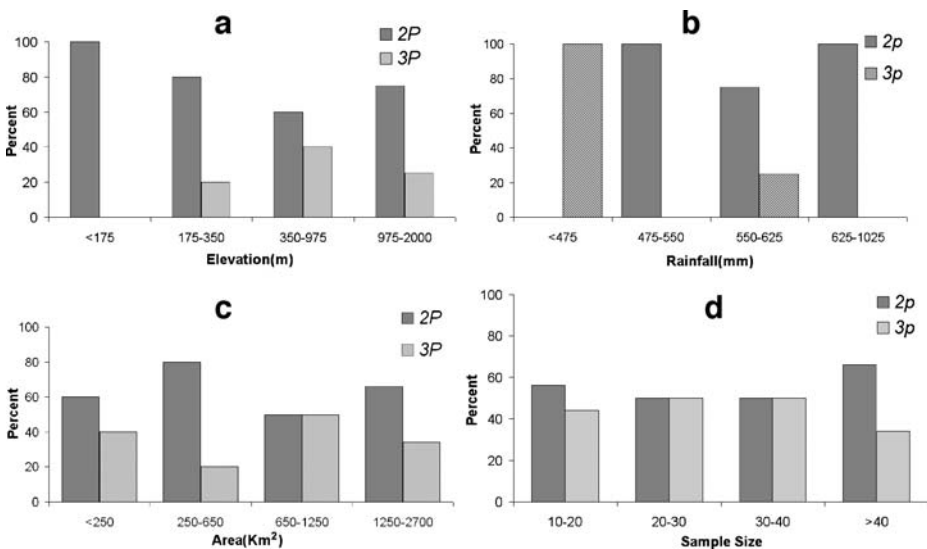 a
2P
3P
Percent
100
80
60
40
20
0
<175 175-350 350-975 975-2000
Elevation(m)
b
2p
3p
Percent
100
80
60
40
20
0
<475 475-550 550-625 625-1025
Rainfall(mm)
c
2P
3P
Percent
100
80
60
40
20
0
<250 250-650 650-1250 1250-2700
Area(Km²)
d
2p
3p
Percent
100
80
60
40
20
0
10-20 20-30 30-40 >40
Sample Size